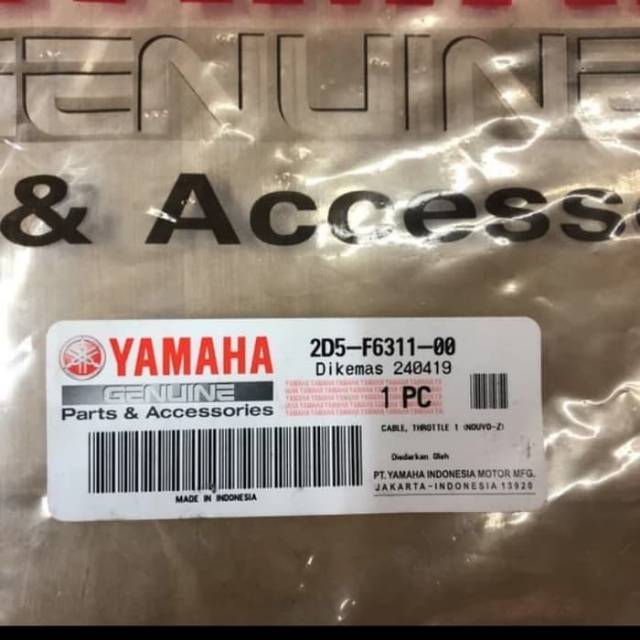 GENUINE
& Access
YAMAHA
GENUINE
Parts & Accessories
2D5-F6311-00
Dikemas 240419
1 PC
CABLE, THROTTLE 1 (NOUVO-Z)
Diedarkan Oleh
PT. YAMAHA INDONESIA MOTOR MFG.
JAKARTA-INDONESIA 13920
MADE IN INDONESIA